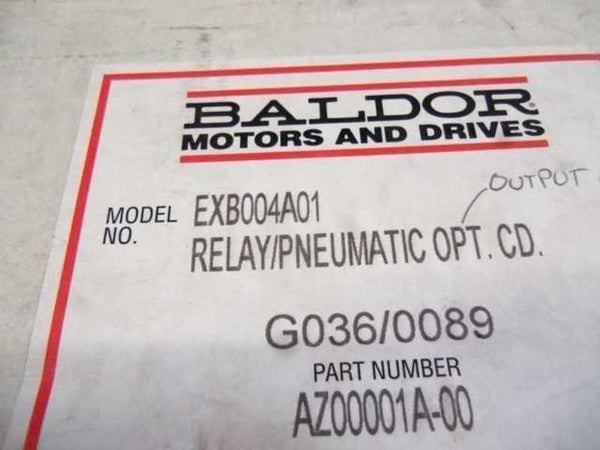 BALDOR®
MOTORS AND DRIVES
OUTPUT
MODEL NO. EXB004A01
RELAY/PNEUMATIC OPT. CD.
G036/0089
PART NUMBER
AZ00001A-00